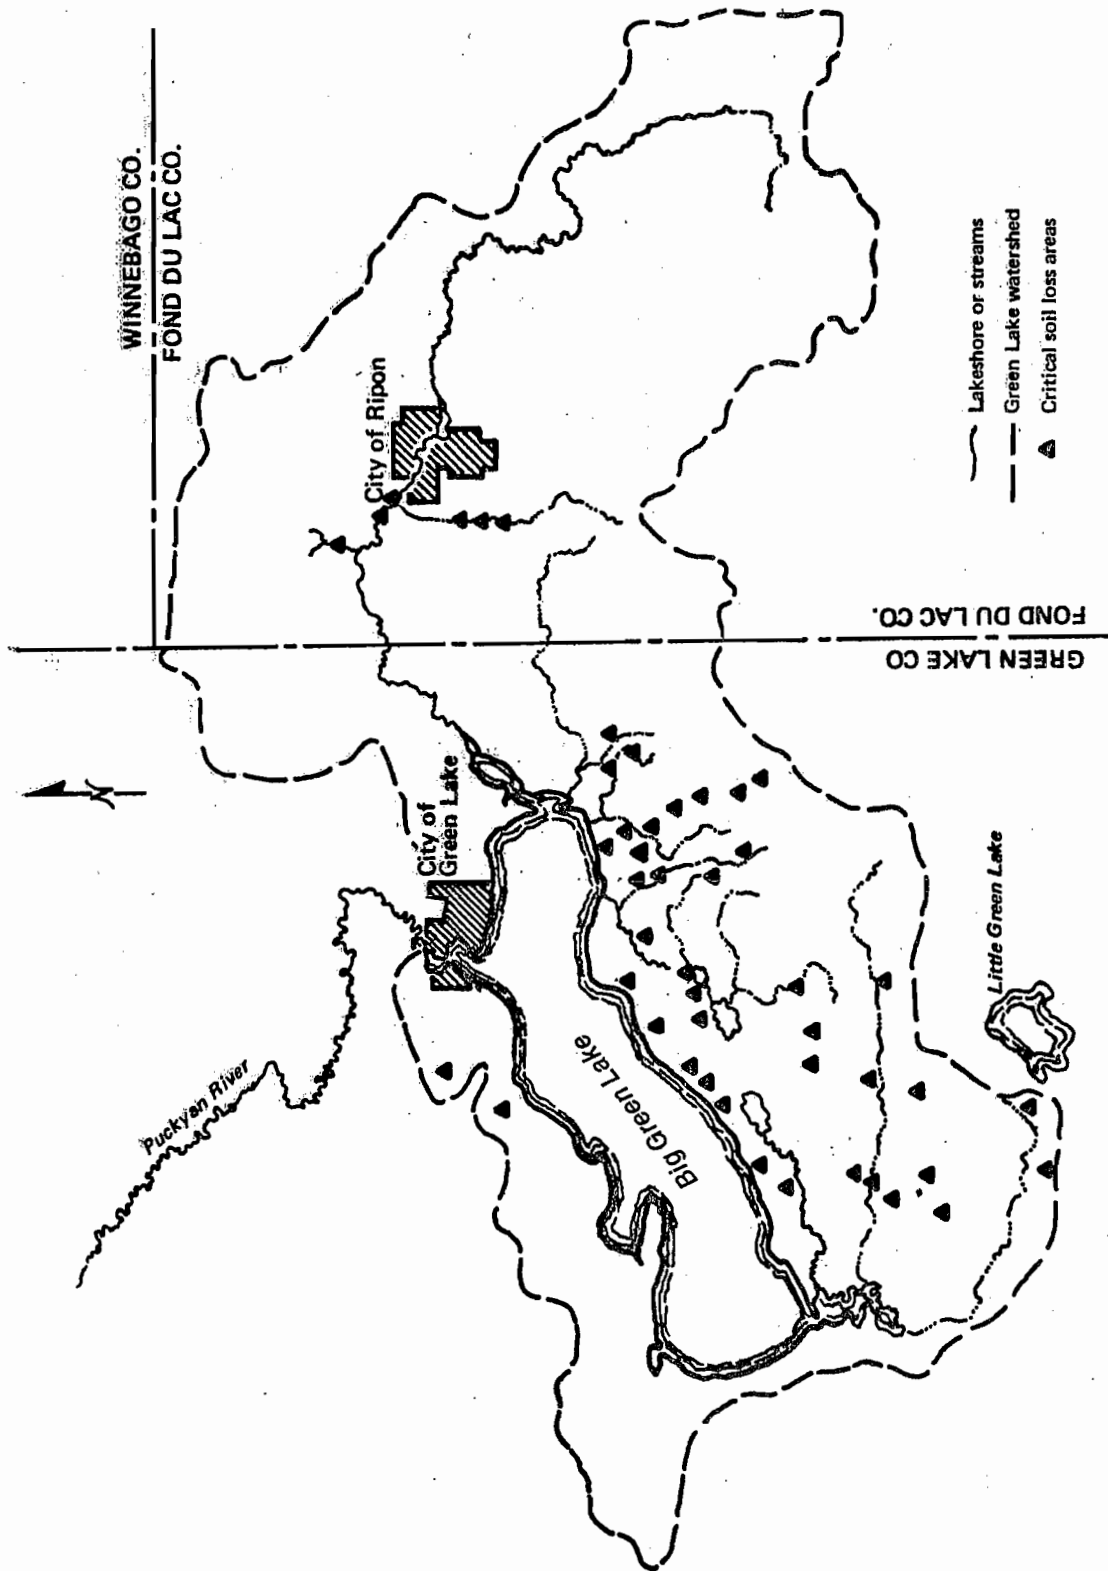 WINNEBAGO CO.
FOND DU LAC CO.
City of Ripon
FOND DU LAC CO.
GREEN LAKE CO
N
City of
Green Lake
Puckyan River
Big Green Lake
Little Green Lake
Lakeshore or streams
Green Lake watershed
Critical soil loss areas